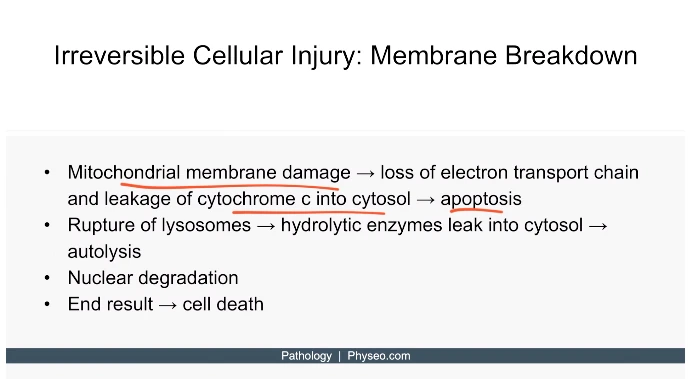 Irreversible Cellular Injury: Membrane Breakdown
• Mitochondrial membrane damage → loss of electron transport chain
and leakage of cytochrome c into cytosol → apoptosis
• Rupture of lysosomes → hydrolytic enzymes leak into cytosol →
autolysis
• Nuclear degradation
• End result → cell death
Pathology | Physeo.com